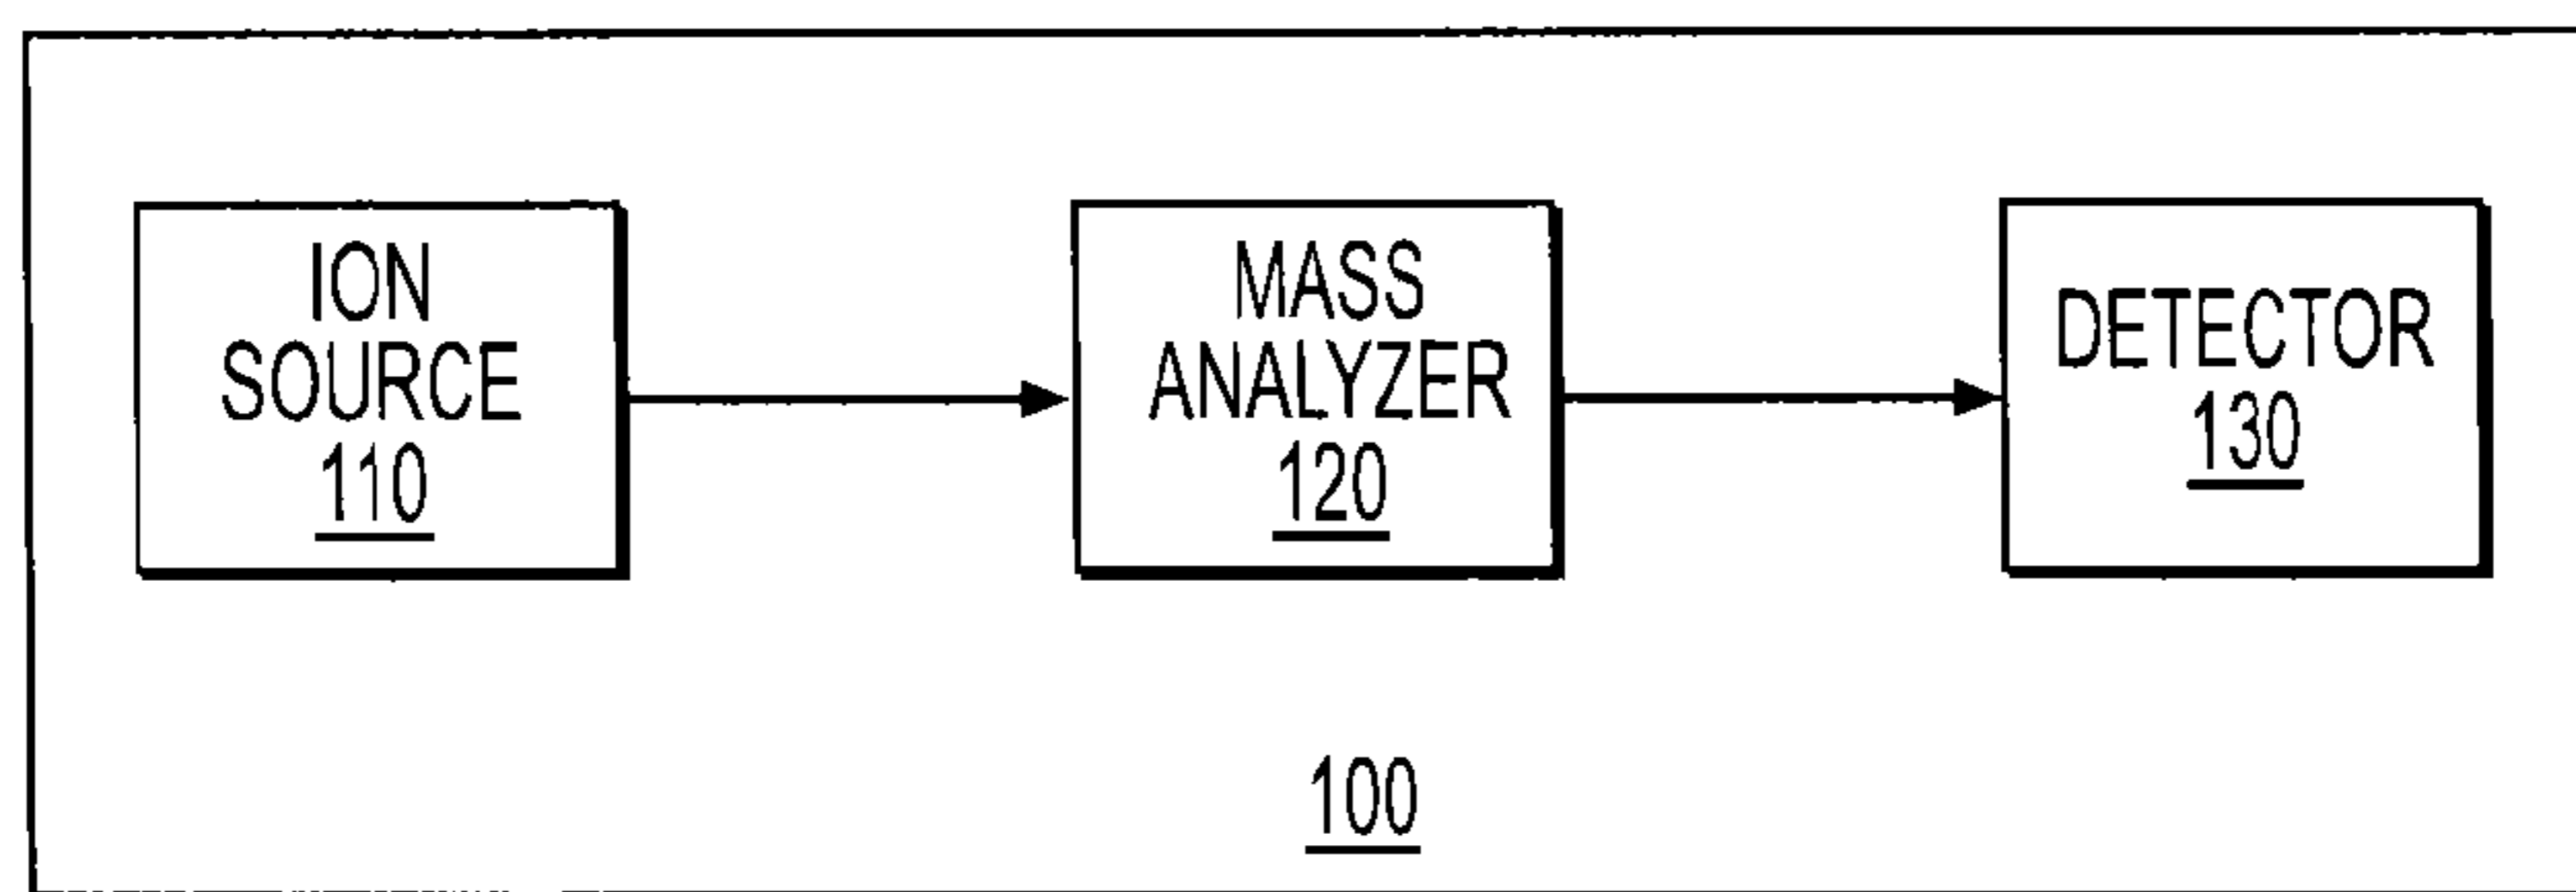 ION
SOURCE
110
MASS
ANALYZER
120
DETECTOR
130
100